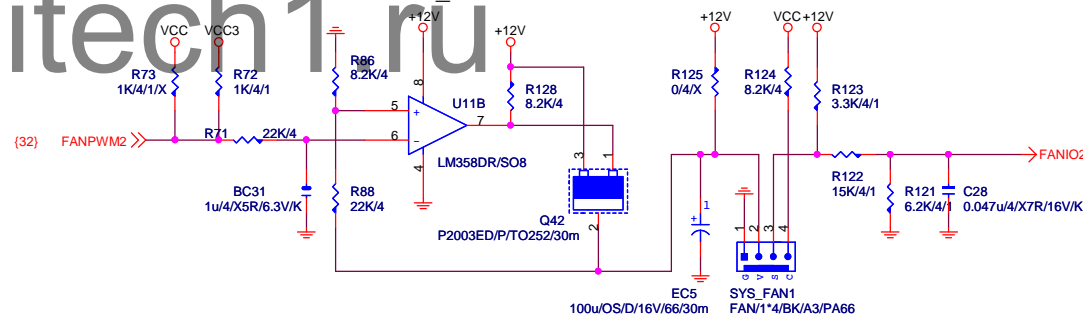 itech1.ru
+12V
VCC
VCC3
+12V
+12V
VCC
+12V
R73
1K/4/1/X
R72
1K/4/1
R86
8.2K/4
8
U11B
R128
8.2K/4
R125
0/4/X
R124
8.2K/4
R123
3.3K/4/1
5
+
7
6
-
{32}
FANPWM2
R71
22K/4
LM358DR/SO8
4
3
1
FANIO2
R122
15K/4/1
BC31
1u/4/X5R/6.3V/K
R88
22K/4
Q42
P2003ED/P/TO252/30m
2
+
1
R121
6.2K/4/1
C28
0.047u/4/X7R/16V/K
1
2
3
4
G
V
S
C
EC5
100u/OS/D/16V/66/30m
SYS_FAN1
FAN/1*4/BK/A3/PA66